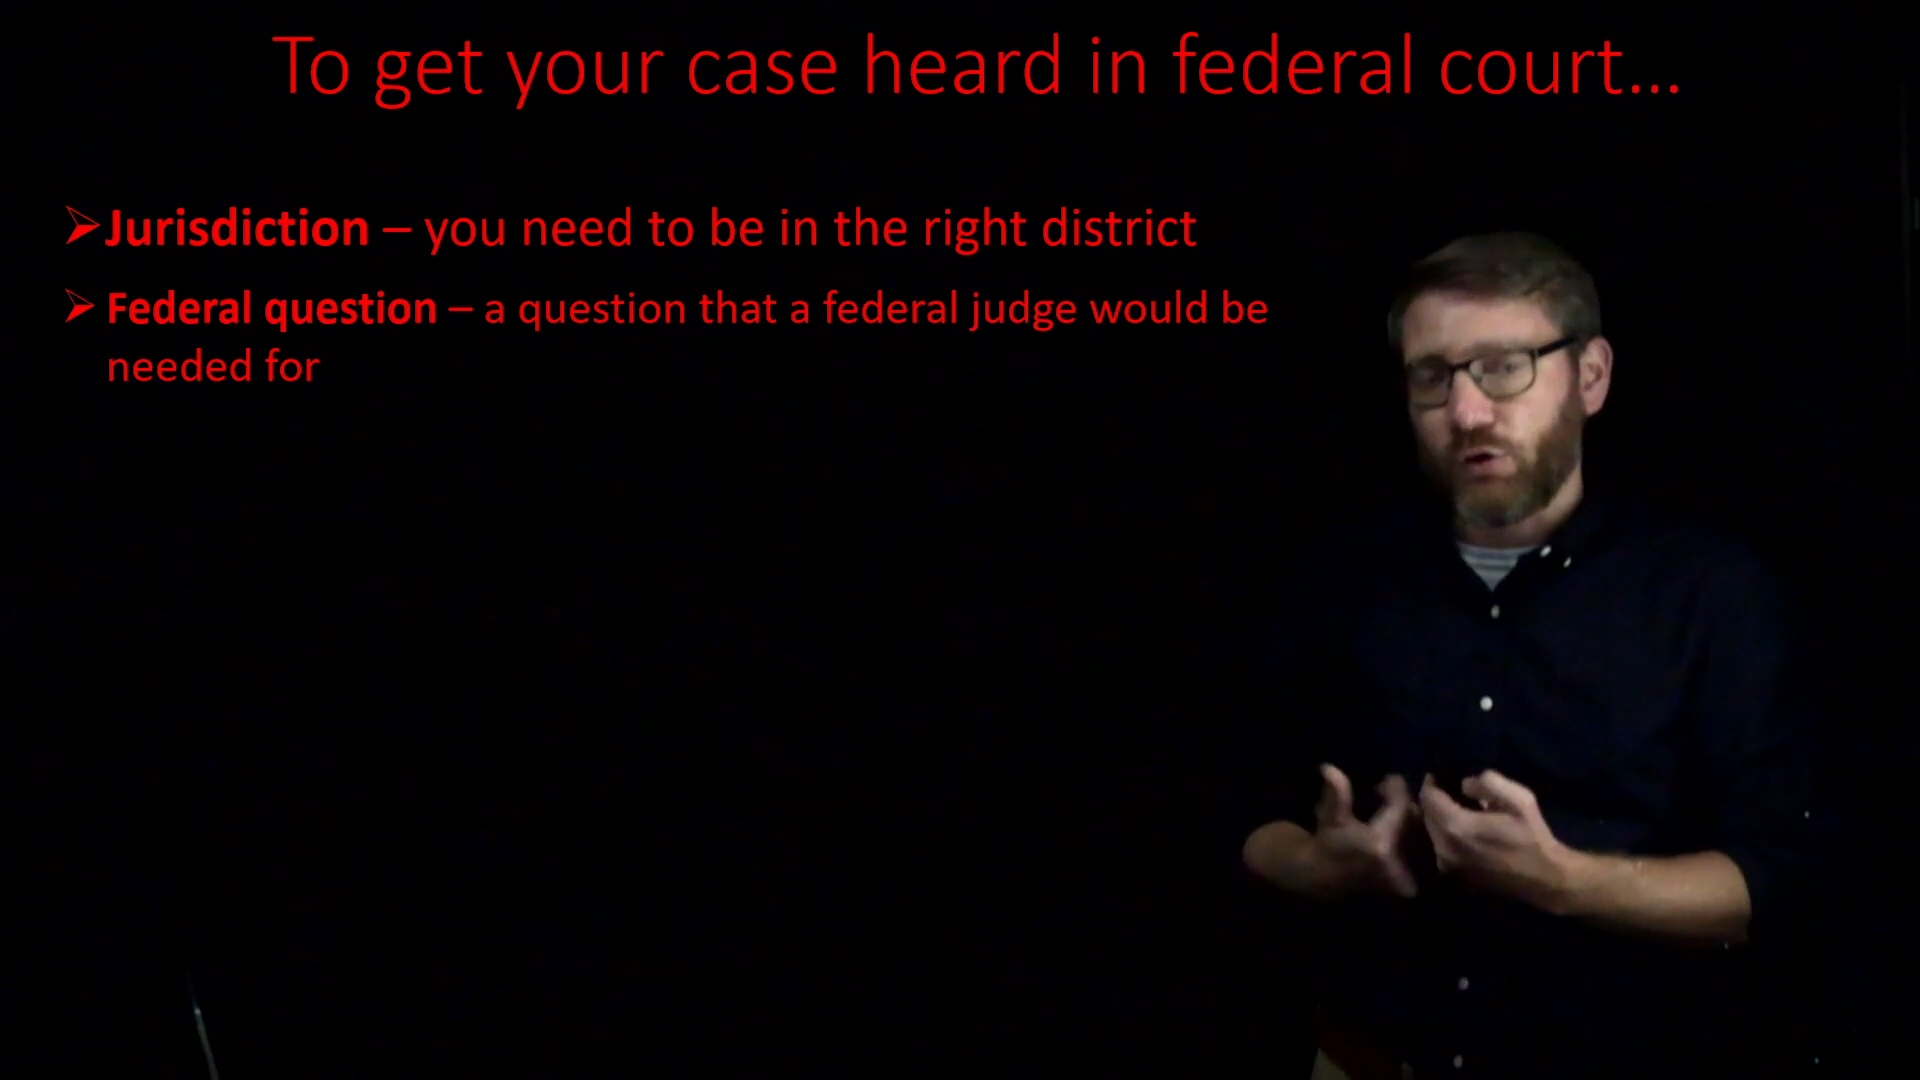 To get your case heard in federal court...
Jurisdiction – you need to be in the right district
Federal question – a question that a federal judge would be
needed for